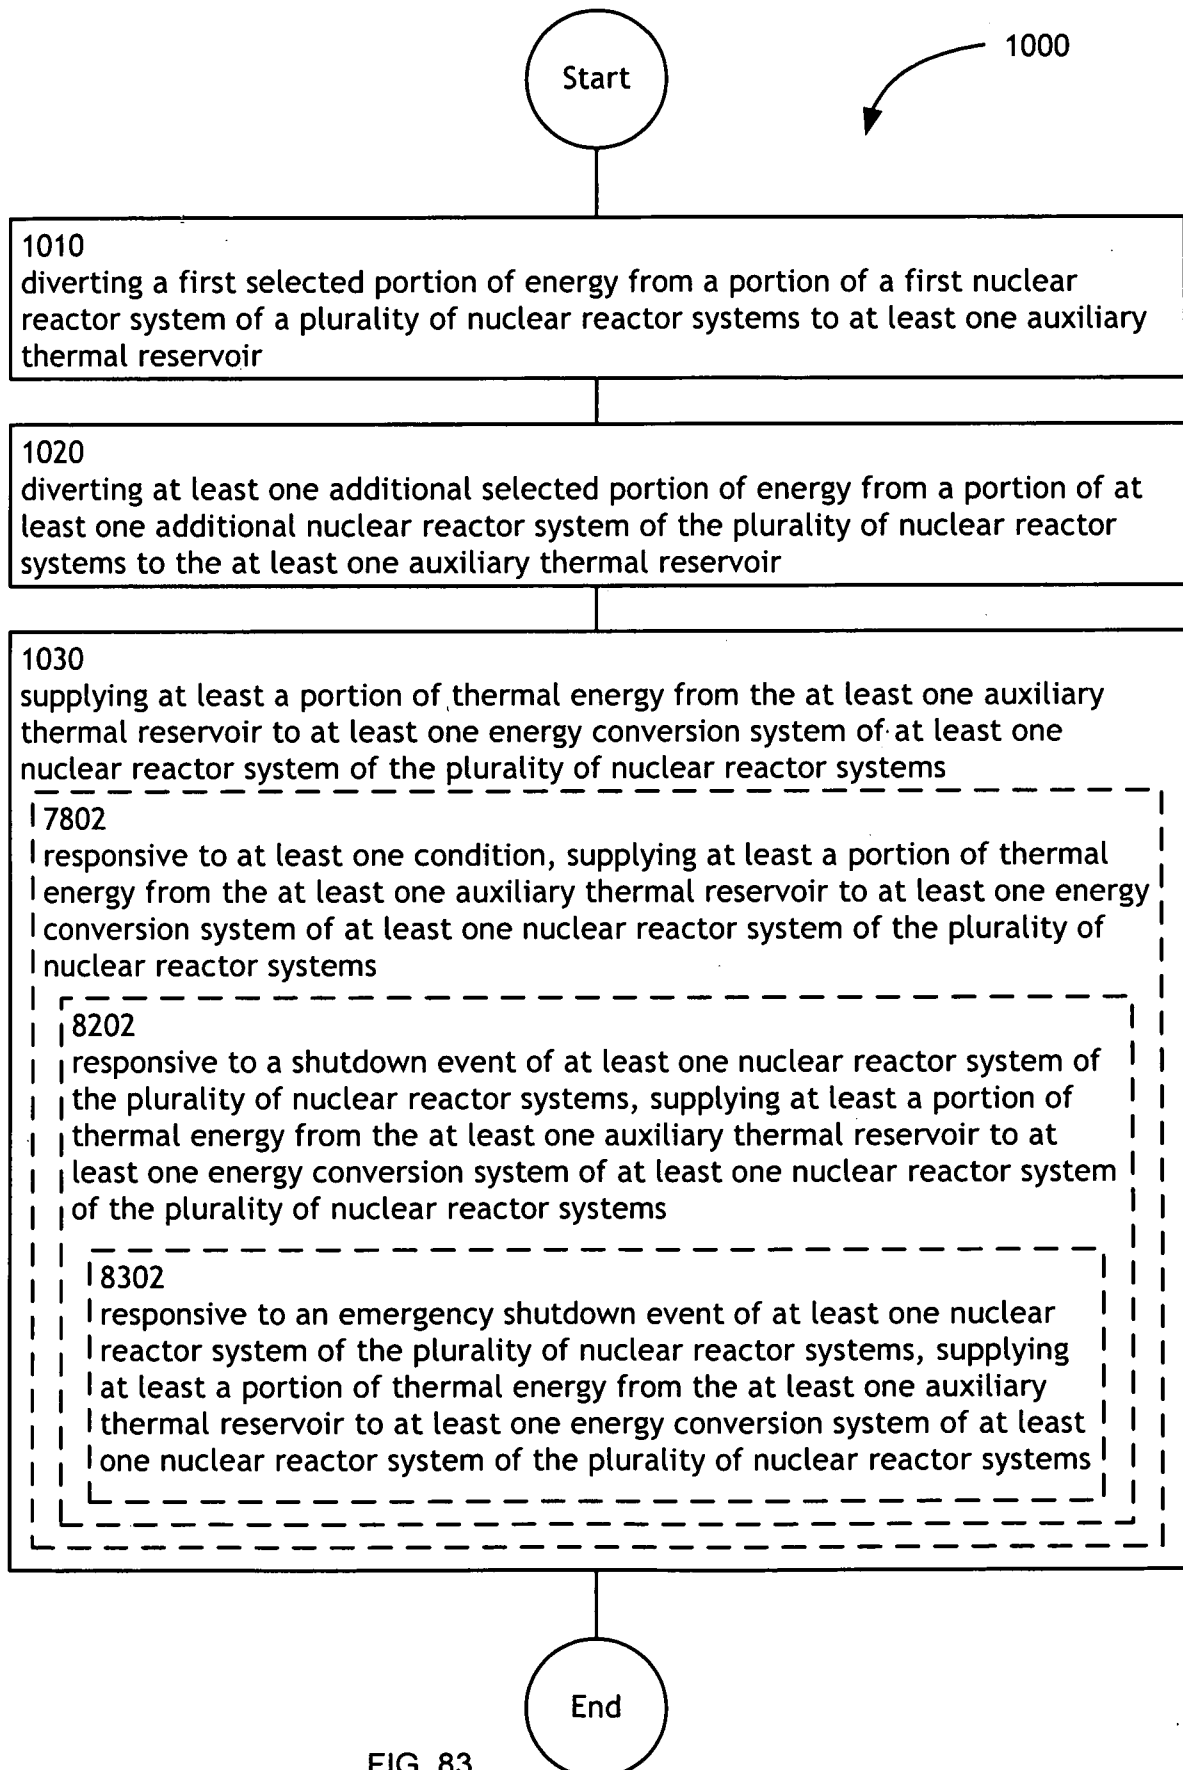 Start
1000
1010
diverting a first selected portion of energy from a portion of a first nuclear
reactor system of a plurality of nuclear reactor systems to at least one auxiliary
thermal reservoir
1020
diverting at least one additional selected portion of energy from a portion of at
least one additional nuclear reactor system of the plurality of nuclear reactor
systems to the at least one auxiliary thermal reservoir
1030
supplying at least a portion of thermal energy from the at least one auxiliary
thermal reservoir to at least one energy conversion system of at least one
nuclear reactor system of the plurality of nuclear reactor systems
7802
responsive to at least one condition, supplying at least a portion of thermal
energy from the at least one auxiliary thermal reservoir to at least one energy
conversion system of at least one nuclear reactor system of the plurality of
nuclear reactor systems
8202
responsive to a shutdown event of at least one nuclear reactor system of
the plurality of nuclear reactor systems, supplying at least a portion of
thermal energy from the at least one auxiliary thermal reservoir to at
least one energy conversion system of at least one nuclear reactor system
of the plurality of nuclear reactor systems
8302
responsive to an emergency shutdown event of at least one nuclear
reactor system of the plurality of nuclear reactor systems, supplying
at least a portion of thermal energy from the at least one auxiliary
thermal reservoir to at least one energy conversion system of at least
one nuclear reactor system of the plurality of nuclear reactor systems
End
FIG. 83